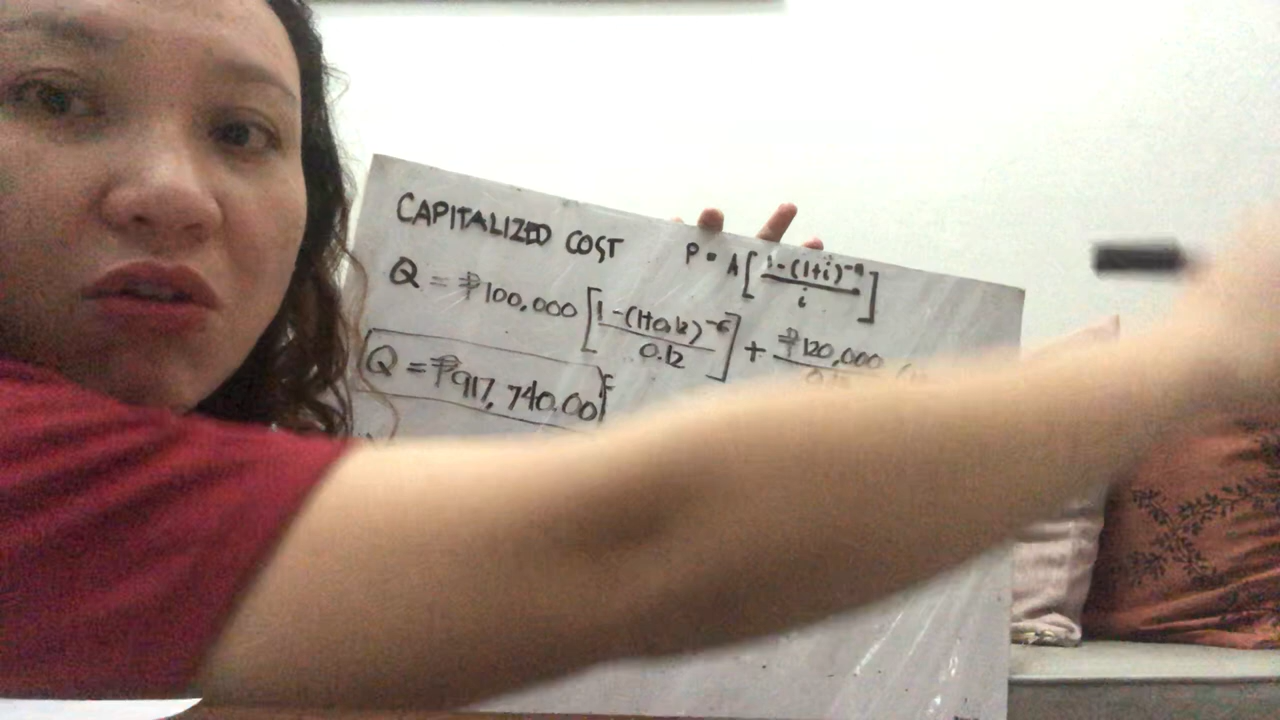 CAPITALIZED COST
P = A [ 1-(1+i)^-n / i ]
Q = ₱100,000 [ 1-(1+0.12)^-6 / 0.12 ] + ₱120,000
Q = ₱917,740.00